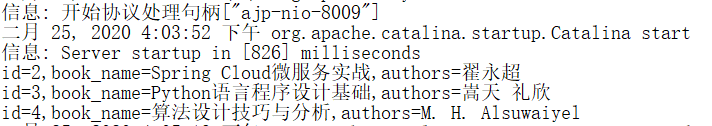 信息: 开始协议处理句柄["ajp-nio-8009"]
二月 25, 2020 4:03:52 下午 org.apache.catalina.startup.Catalina start
信息: Server startup in [826] milliseconds
id=2,book_name=Spring Cloud微服务实战,authors=翟永超
id=3,book_name=Python语言程序设计基础,authors=嵩天 礼欣
id=4,book_name=算法设计技巧与分析,authors=M. H. Alsuwaiyel